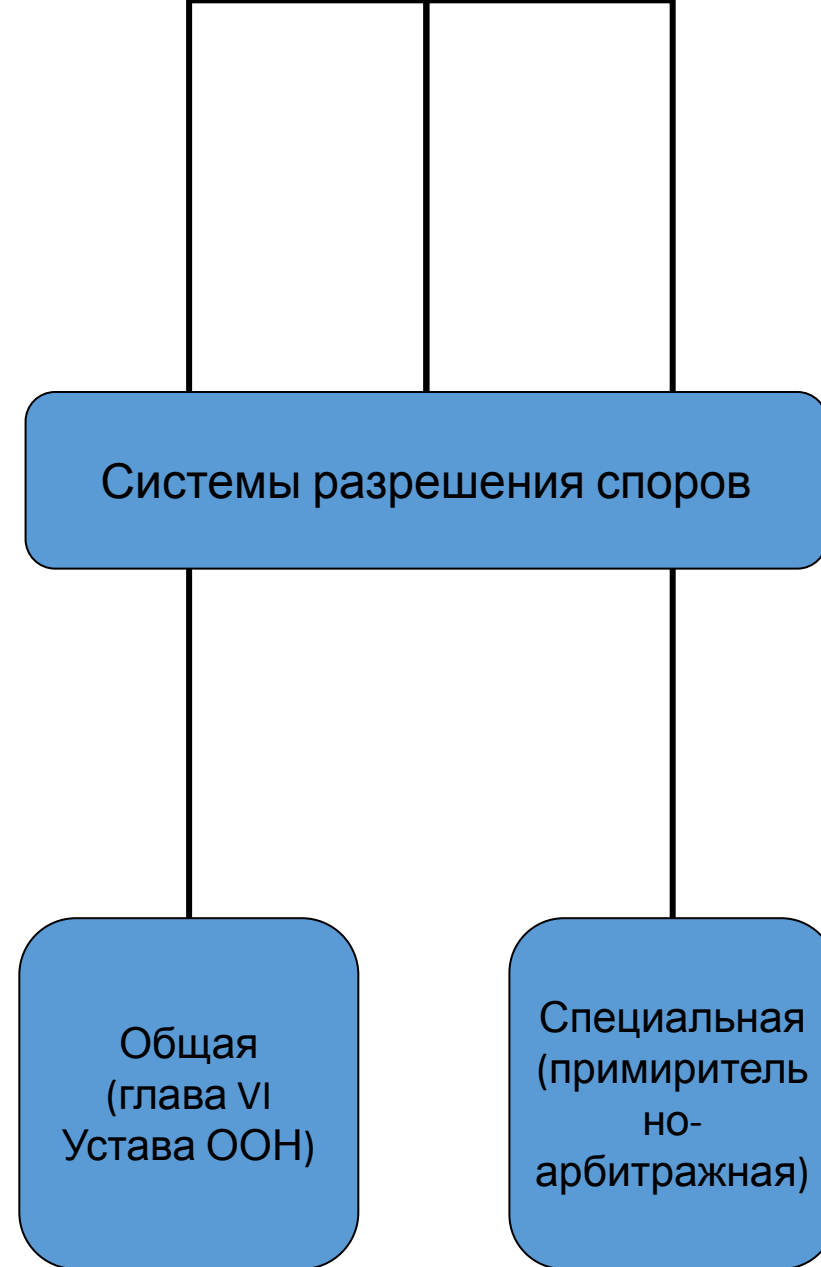 Системы разрешения споров
Общая
(глава VI
Устава ООН)
Специальная
(примиритель
но-
арбитражная)